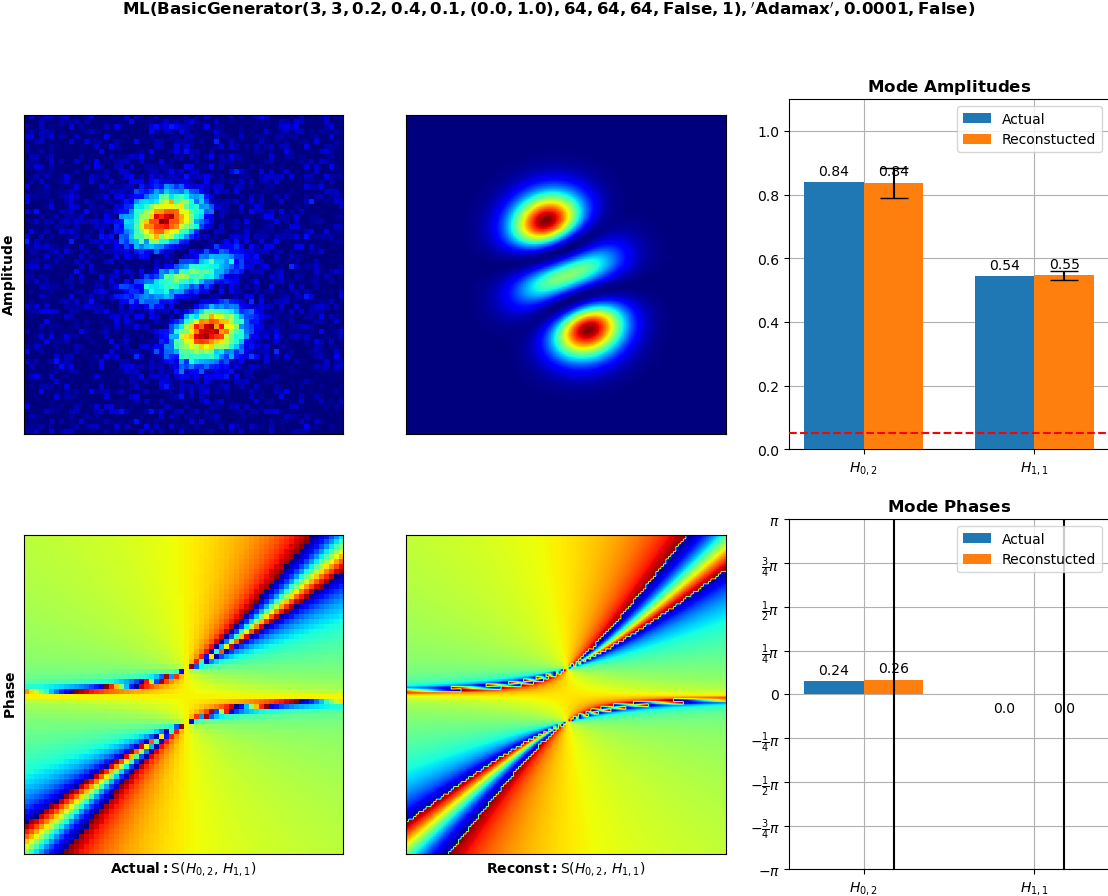 ML(BasicGenerator(3, 3, 0.2, 0.4, 0.1, (0.0, 1.0), 64, 64, 64, False, 1), ′Adamax′, 0.0001, False)
Amplitude
Mode Amplitudes
Actual
Reconstucted
1.0
0.8
0.6
0.4
0.2
0.0
0.84
0.84
0.54
0.55
H0, 2
H1, 1
Phase
Actual: S(H0, 2, H1, 1)
Reconst: S(H0, 2, H1, 1)
Mode Phases
Actual
Reconstucted
π
3/4π
1/2π
1/4π
0
−1/4π
−1/2π
−3/4π
−π
0.24
0.26
0.0
0.0
H0, 2
H1, 1